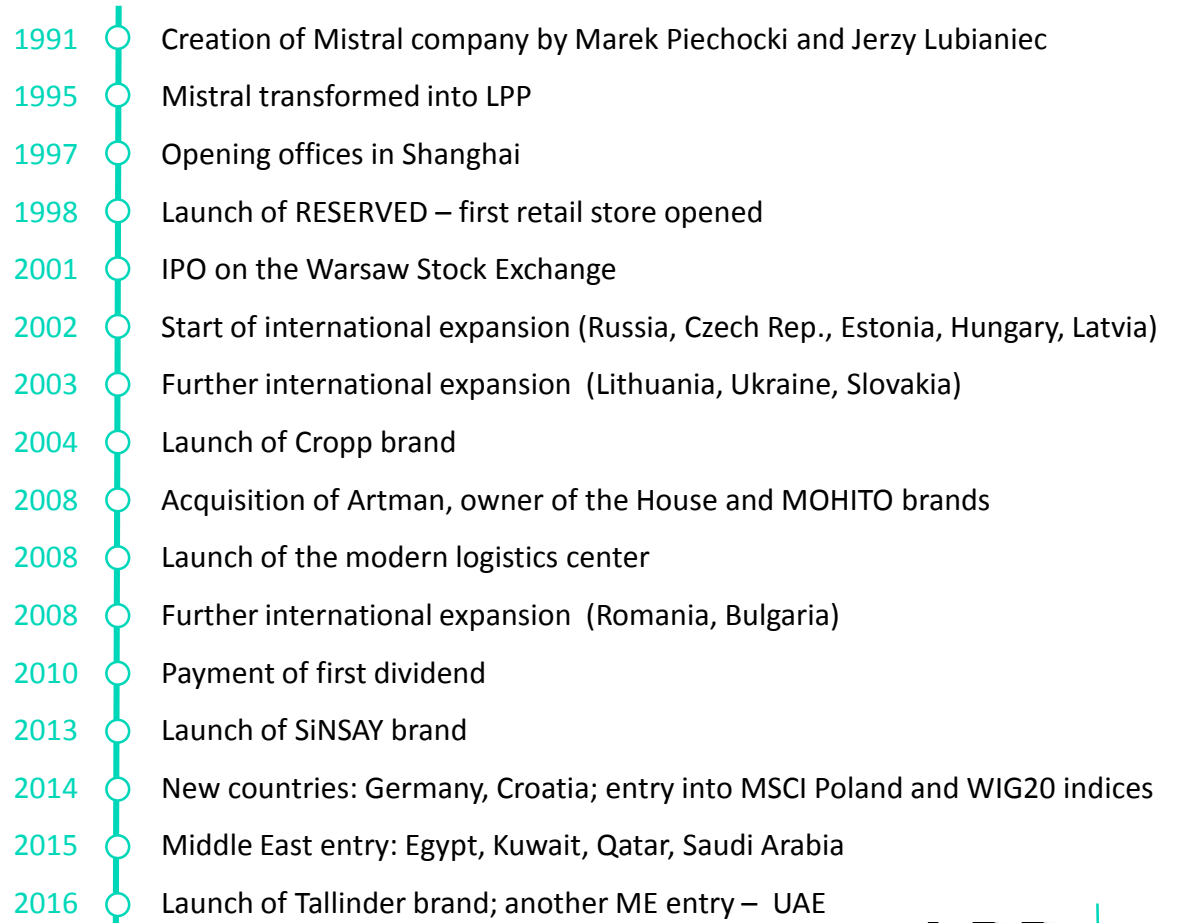 1991 Creation of Mistral company by Marek Piechocki and Jerzy Lubianiec
1995 Mistral transformed into LPP
1997 Opening offices in Shanghai
1998 Launch of RESERVED – first retail store opened
2001 IPO on the Warsaw Stock Exchange
2002 Start of international expansion (Russia, Czech Rep., Estonia, Hungary, Latvia)
2003 Further international expansion (Lithuania, Ukraine, Slovakia)
2004 Launch of Cropp brand
2008 Acquisition of Artman, owner of the House and MOHITO brands
2008 Launch of the modern logistics center
2008 Further international expansion (Romania, Bulgaria)
2010 Payment of first dividend
2013 Launch of SiNSAY brand
2014 New countries: Germany, Croatia; entry into MSCI Poland and WIG20 indices
2015 Middle East entry: Egypt, Kuwait, Qatar, Saudi Arabia
2016 Launch of Tallinder brand; another ME entry – UAE